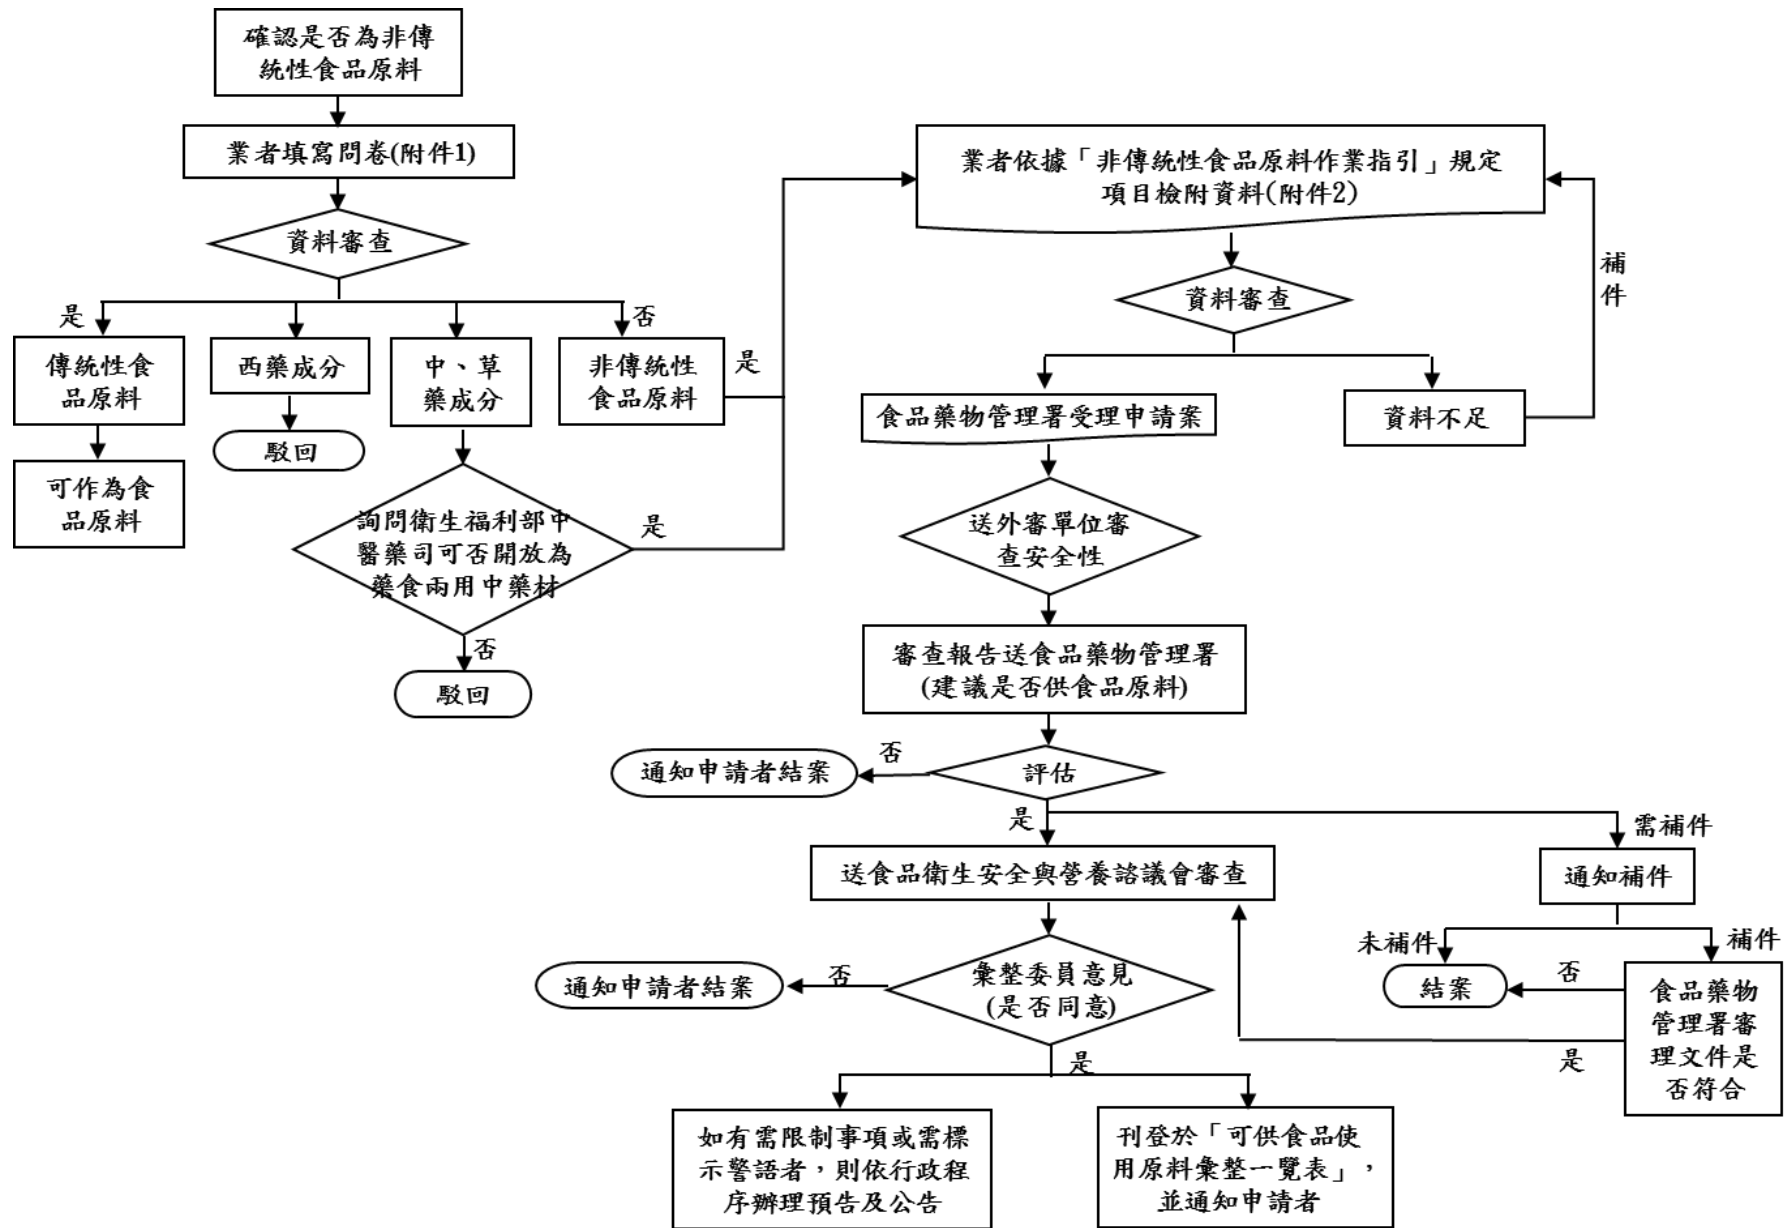 確認是否為非傳
統性食品原料
業者填寫問卷(附件1)
資料審查
是
否
傳統性食
品原料
西藥成分
中、草
藥成分
非傳統性
食品原料
是
駁回
可作為食
品原料
詢問衛生福利部中
醫藥司可否開放為
藥食兩用中藥材
是
否
駁回
業者依據「非傳統性食品原料作業指引」規定
項目檢附資料(附件2)
資料審查
補
件
食品藥物管理署受理申請案
資料不足
送外審單位審
查安全性
審查報告送食品藥物管理署
(建議是否供食品原料)
評估
否
通知申請者結案
是
需補件
送食品衛生安全與營養諮議會審查
通知補件
未補件
補件
結案
否
食品藥物
管理署審
理文件是
否符合
是
彙整委員意見
(是否同意)
否
通知申請者結案
是
如有需限制事項或需標
示警語者，則依行政程
序辦理預告及公告
刊登於「可供食品使
用原料彙整一覽表」，
並通知申請者